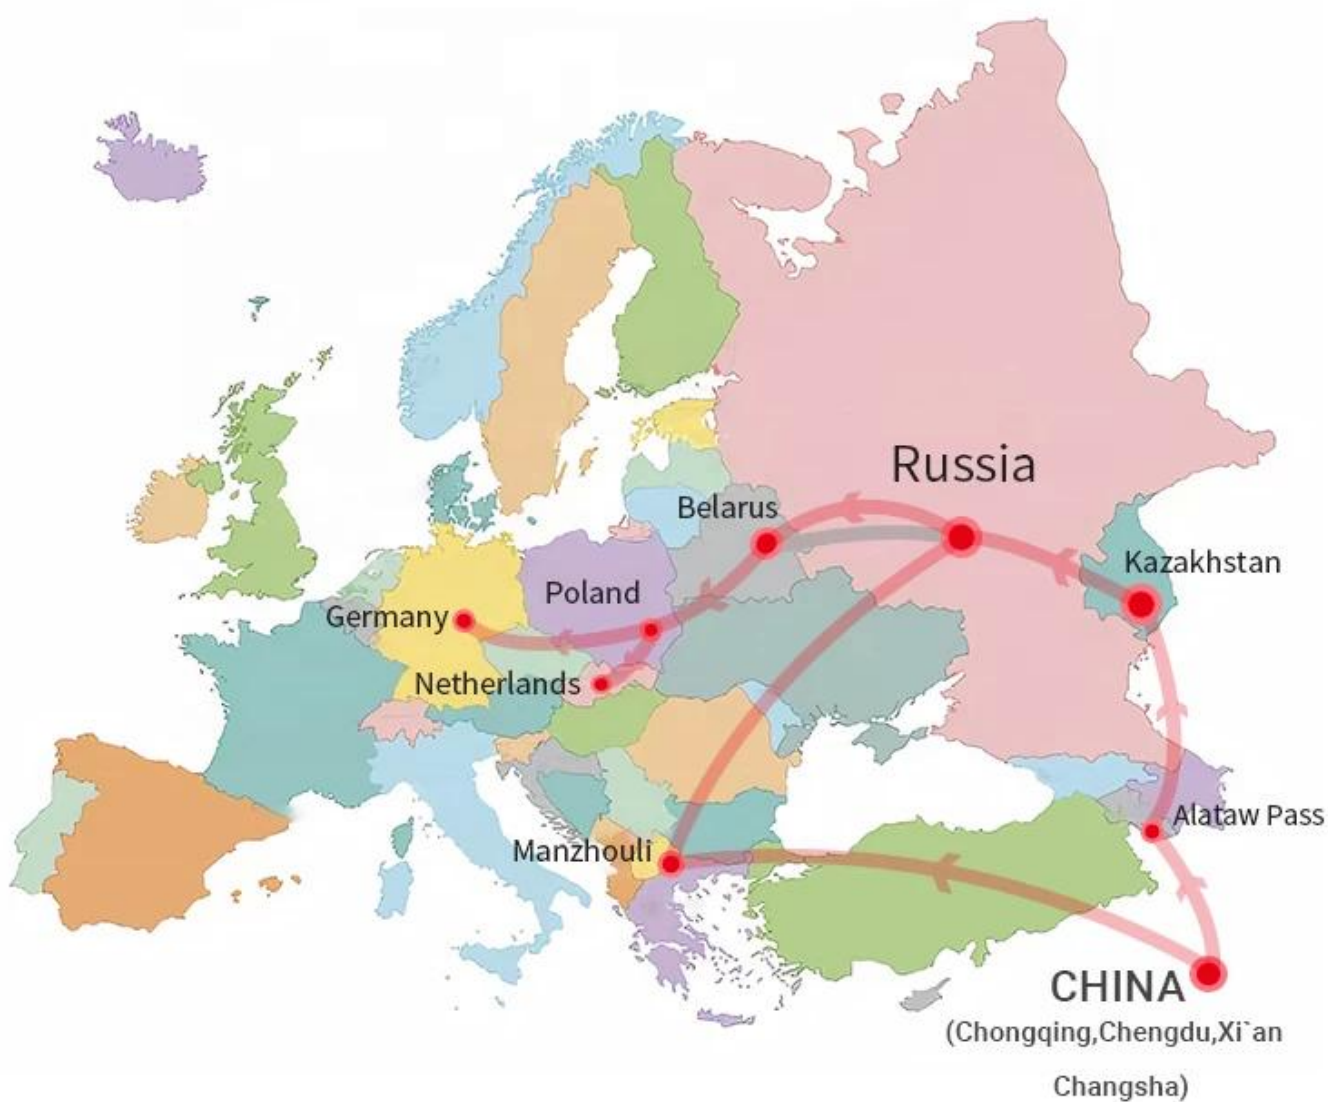 Russia
Belarus
Kazakhstan
Poland
Germany
Netherlands
Alataw Pass
Manzhouli
CHINA
(Chongqing,Chengdu,Xi`an
Changsha)